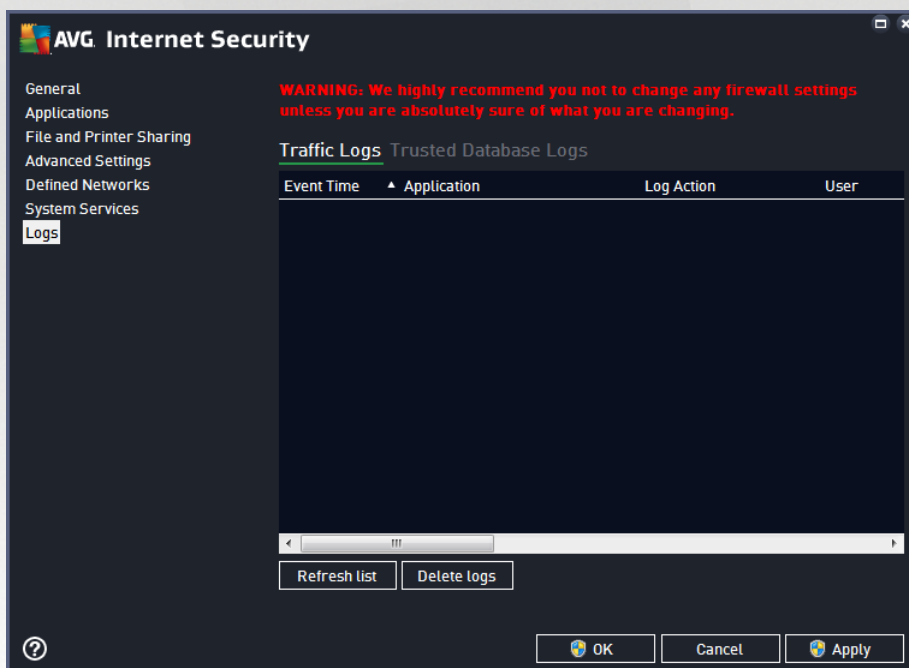 AVG Internet Security
General
Applications
File and Printer Sharing
Advanced Settings
Defined Networks
System Services
Logs
WARNING: We highly recommend you not to change any firewall settings
unless you are absolutely sure of what you are changing.
Traffic Logs Trusted Database Logs
Event Time Application Log Action User
Refresh list Delete logs
OK Cancel Apply